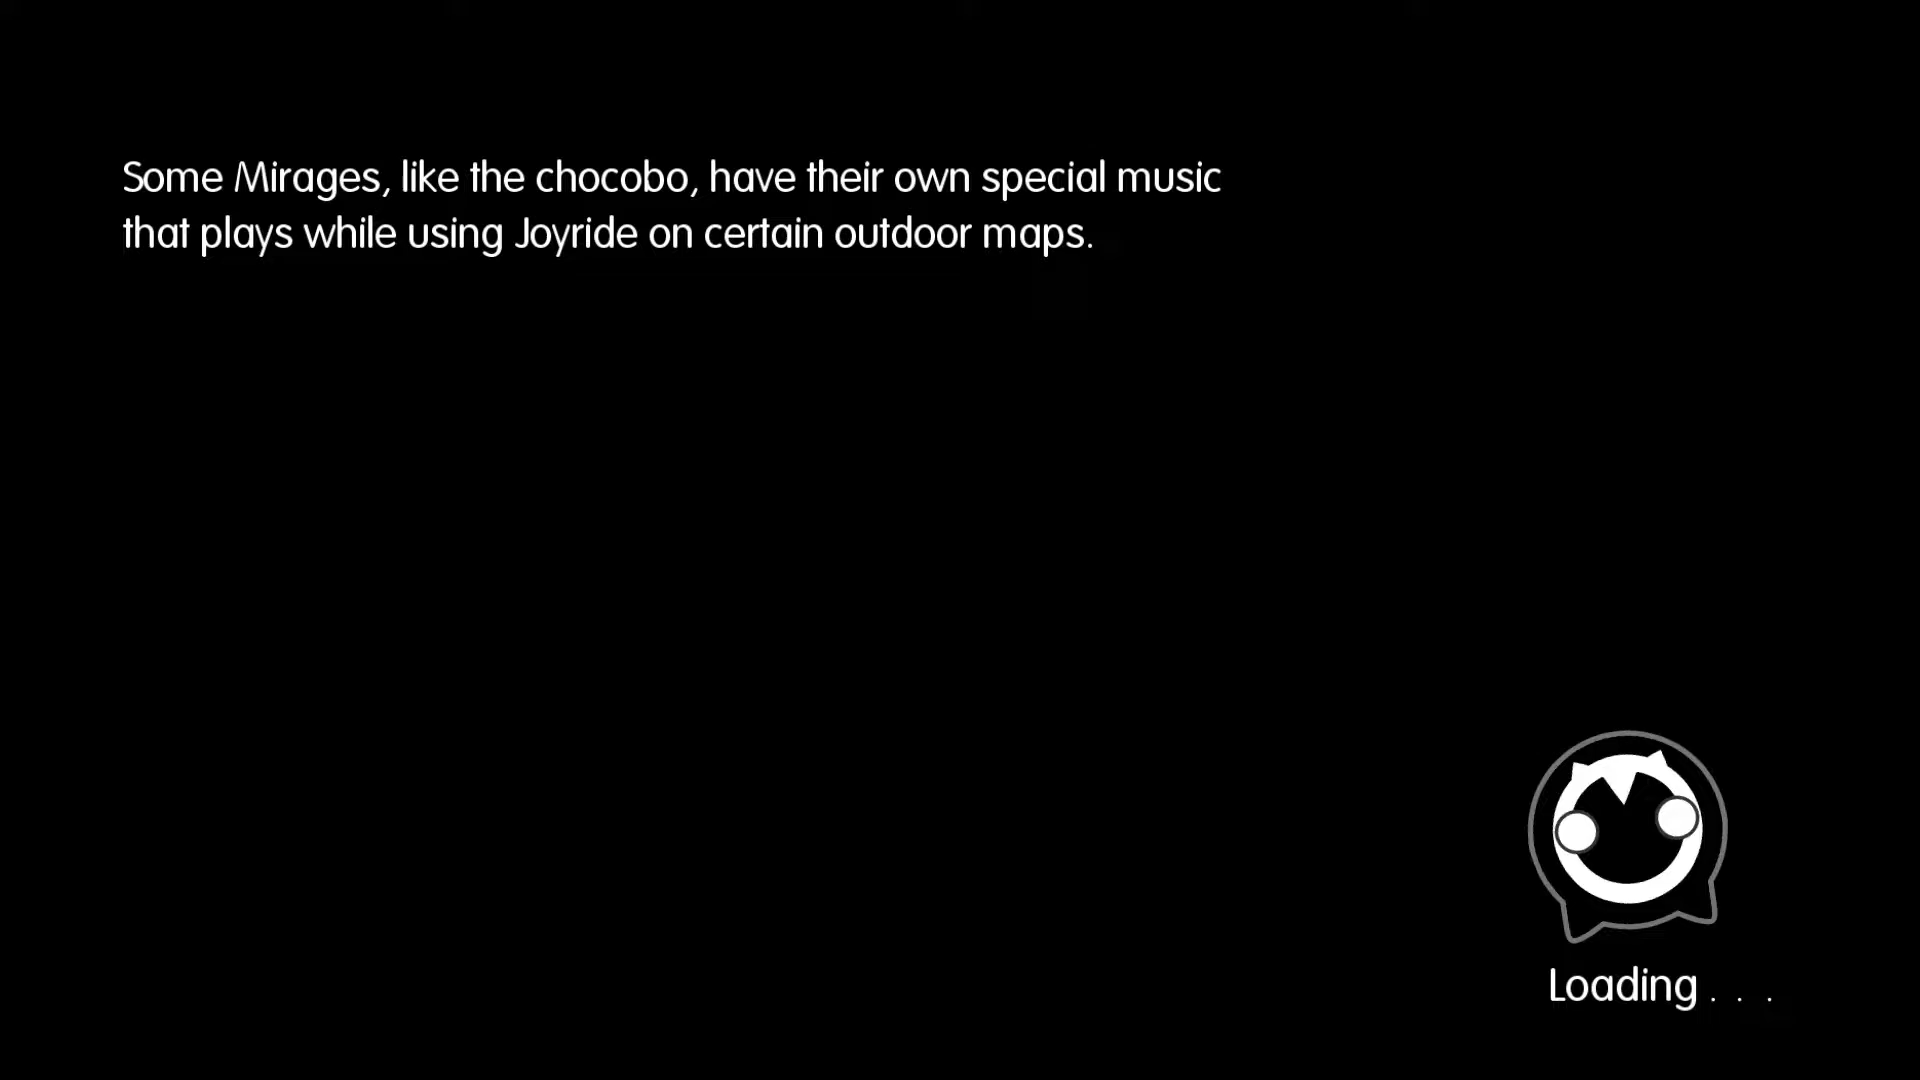 Some Mirages, like the chocobo, have their own special music
that plays while using Joyride on certain outdoor maps.
Loading . . .